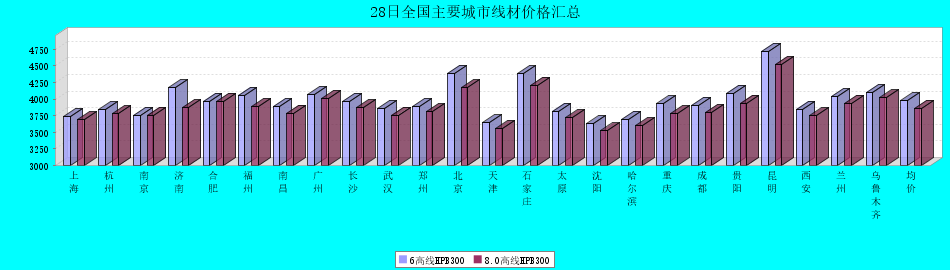 28日全国主要城市线材价格汇总
4750
4500
4250
4000
3750
3500
3250
3000
上海 杭州 南京 济南 合肥 福州 南昌 广州 长沙 武汉 郑州 北京 天津 石家庄 太原 沈阳 哈尔滨 重庆 成都 贵阳 昆明 西安 兰州 乌鲁木齐 均价
6高线HPB300 8.0高线HPB300